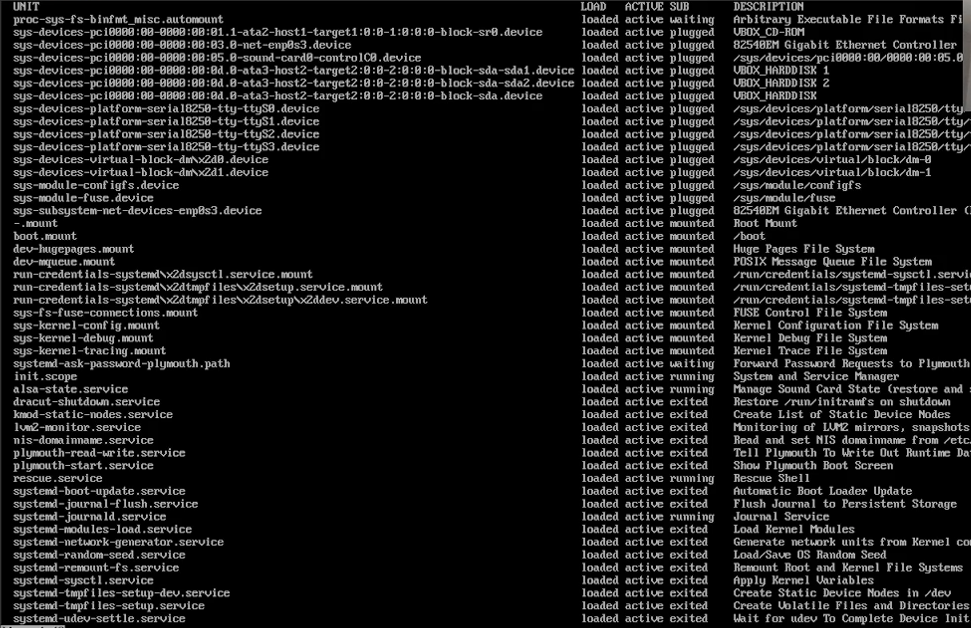 UNIT LOAD ACTIVE SUB DESCRIPTION
proc-sys-fs-binfmt_misc.automount loaded active waiting Arbitrary Executable File Formats Fi
sys-devices-pci0000:00-0000:00:01.1-ata2-host1-target1:0:0-1:0:0:0-block-sr0.device loaded active plugged VBOX_CD-ROM
sys-devices-pci0000:00-0000:00:03.0-net-enp0s3.device loaded active plugged 82540EM Gigabit Ethernet Controller
sys-devices-pci0000:00-0000:00:05.0-sound-card0-controlC0.device loaded active plugged /sys/devices/pci0000:00/0000:00:05.0
sys-devices-pci0000:00-0000:00:0d.0-ata3-host2-target2:0:0-2:0:0:0-block-sda-sda1.device loaded active plugged VBOX_HARDDISK 1
sys-devices-pci0000:00-0000:00:0d.0-ata3-host2-target2:0:0-2:0:0:0-block-sda-sda2.device loaded active plugged VBOX_HARDDISK 2
sys-devices-pci0000:00-0000:00:0d.0-ata3-host2-target2:0:0-2:0:0:0-block-sda.device loaded active plugged VBOX_HARDDISK
sys-devices-platform-serial8250-tty-ttyS0.device loaded active plugged /sys/devices/platform/serial8250/tty
sys-devices-platform-serial8250-tty-ttyS1.device loaded active plugged /sys/devices/platform/serial8250/tty/
sys-devices-platform-serial8250-tty-ttyS2.device loaded active plugged /sys/devices/platform/serial8250/tty/
sys-devices-platform-serial8250-tty-ttyS3.device loaded active plugged /sys/devices/platform/serial8250/tty/
sys-devices-virtual-block-dm\x2d0.device loaded active plugged /sys/devices/virtual/block/dm-0
sys-devices-virtual-block-dm\x2d1.device loaded active plugged /sys/devices/virtual/block/dm-1
sys-module-configfs.device loaded active plugged /sys/module/configfs
sys-module-fuse.device loaded active plugged /sys/module/fuse
sys-subsystem-net-devices-enp0s3.device loaded active plugged 82540EM Gigabit Ethernet Controller (
-.mount loaded active mounted Root Mount
boot.mount loaded active mounted /boot
dev-hugepages.mount loaded active mounted Huge Pages File System
dev-mqueue.mount loaded active mounted POSIX Message Queue File System
run-credentials-systemd\x2dsysctl.service.mount loaded active mounted /run/credentials/systemd-sysctl.servi
run-credentials-systemd\x2dtmpfiles\x2dsetup.service.mount loaded active mounted /run/credentials/systemd-tmpfiles-set
run-credentials-systemd\x2dtmpfiles\x2dsetup\x2ddev.service.mount loaded active mounted /run/credentials/systemd-tmpfiles-set
sys-fs-fuse-connections.mount loaded active mounted FUSE Control File System
sys-kernel-config.mount loaded active mounted Kernel Configuration File System
sys-kernel-debug.mount loaded active mounted Kernel Debug File System
sys-kernel-tracing.mount loaded active mounted Kernel Trace File System
systemd-ask-password-plymouth.path loaded active waiting Forward Password Requests to Plymouth
init.scope loaded active running System and Service Manager
alsa-state.service loaded active running Manage Sound Card State (restore and s
dracut-shutdown.service loaded active exited Restore /run/initramfs on shutdown
kmod-static-nodes.service loaded active exited Create List of Static Device Nodes
lvm2-monitor.service loaded active exited Monitoring of LVM2 mirrors, snapshots
nis-domainname.service loaded active exited Read and set NIS domainname from /etc
plymouth-read-write.service loaded active exited Tell Plymouth To Write Out Runtime Da
plymouth-start.service loaded active exited Show Plymouth Boot Screen
rescue.service loaded active running Rescue Shell
systemd-boot-update.service loaded active exited Automatic Boot Loader Update
systemd-journal-flush.service loaded active exited Flush Journal to Persistent Storage
systemd-journald.service loaded active running Journal Service
systemd-modules-load.service loaded active exited Load Kernel Modules
systemd-network-generator.service loaded active exited Generate network units from Kernel co
systemd-random-seed.service loaded active exited Load/Save OS Random Seed
systemd-remount-fs.service loaded active exited Remount Root and Kernel File Systems
systemd-sysctl.service loaded active exited Apply Kernel Variables
systemd-tmpfiles-setup-dev.service loaded active exited Create Static Device Nodes in /dev
systemd-tmpfiles-setup.service loaded active exited Create Volatile Files and Directories
systemd-udev-settle.service loaded active exited Wait for udev To Complete Device Init